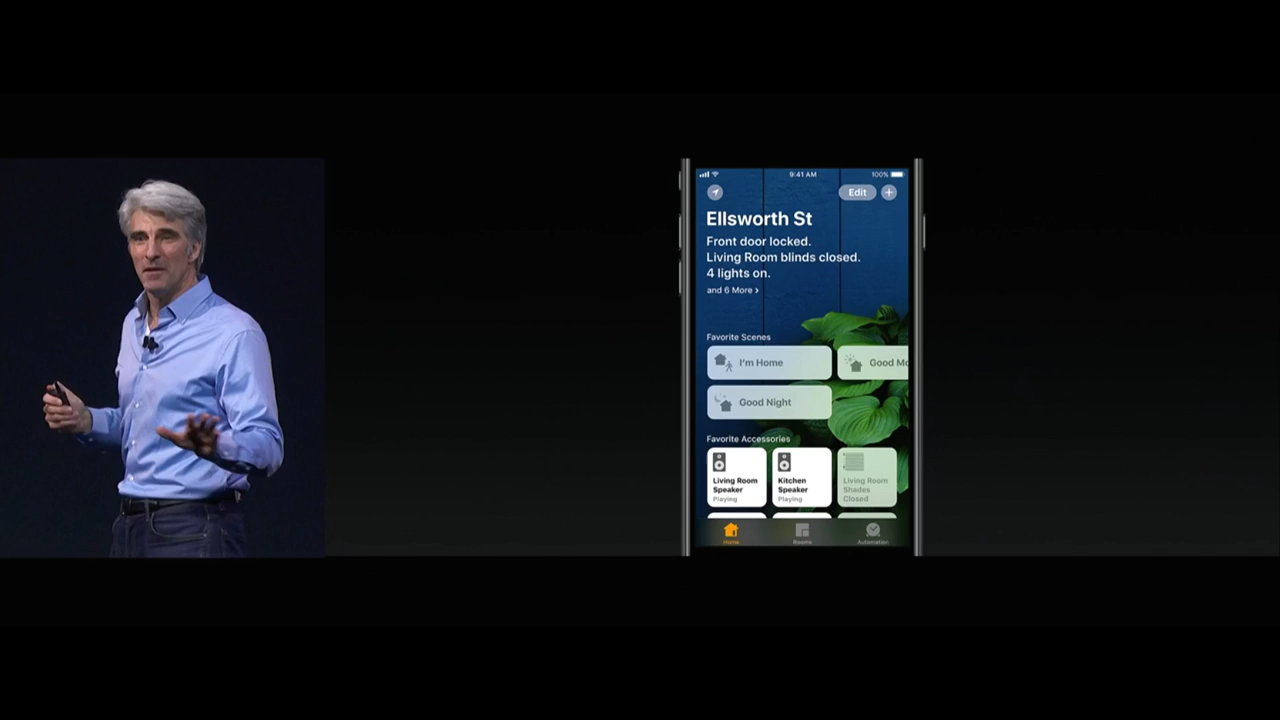 9:41 AM
100%
Edit
Ellsworth St
Front door locked.
Living Room blinds closed.
4 lights on.
and 6 More >
Favorite Scenes
I'm Home
Good Mo
Good Night
Favorite Accessories
Living Room
Speaker
Playing
Kitchen
Speaker
Playing
Living Room
Shades
Closed
Home
Rooms
Automation